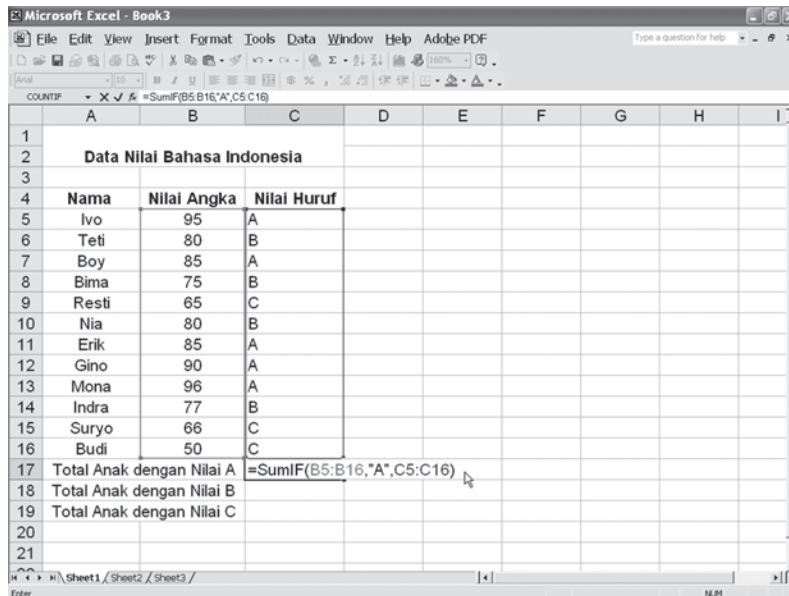 Microsoft Excel - Book3
File Edit View Insert Format Tools Data Window Help Adobe PDF Type a question for help
Arial 10 160%
COUNTIF =SumIF(B5:B16,"A",C5:C16)
A B C D E F G H I
1
2 Data Nilai Bahasa Indonesia
3
4 Nama Nilai Angka Nilai Huruf
5 Ivo 95 A
6 Teti 80 B
7 Boy 85 A
8 Bima 75 B
9 Resti 65 C
10 Nia 80 B
11 Erik 85 A
12 Gino 90 A
13 Mona 96 A
14 Indra 77 B
15 Suryo 66 C
16 Budi 50 C
17 Total Anak dengan Nilai A =SumIF(B5:B16,"A",C5:C16)
18 Total Anak dengan Nilai B
19 Total Anak dengan Nilai C
20
21
Sheet1 Sheet2 Sheet3
Enter NUM